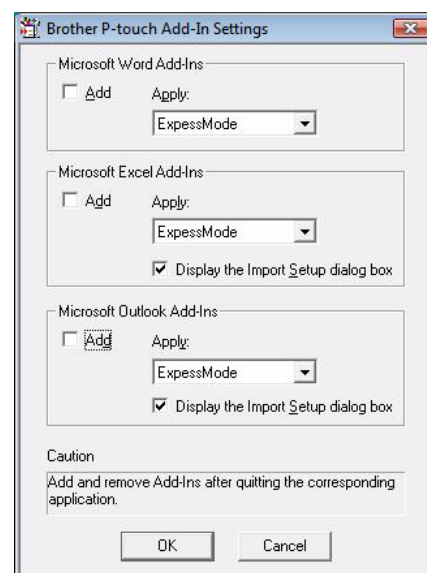 Brother P-touch Add-In Settings
Microsoft Word Add-Ins
Add Apply:
ExpessMode
Microsoft Excel Add-Ins
Add Apply:
ExpessMode
Display the Import Setup dialog box
Microsoft Outlook Add-Ins
Add Apply:
ExpessMode
Display the Import Setup dialog box
Caution
Add and remove Add-Ins after quitting the corresponding
application.
OK Cancel